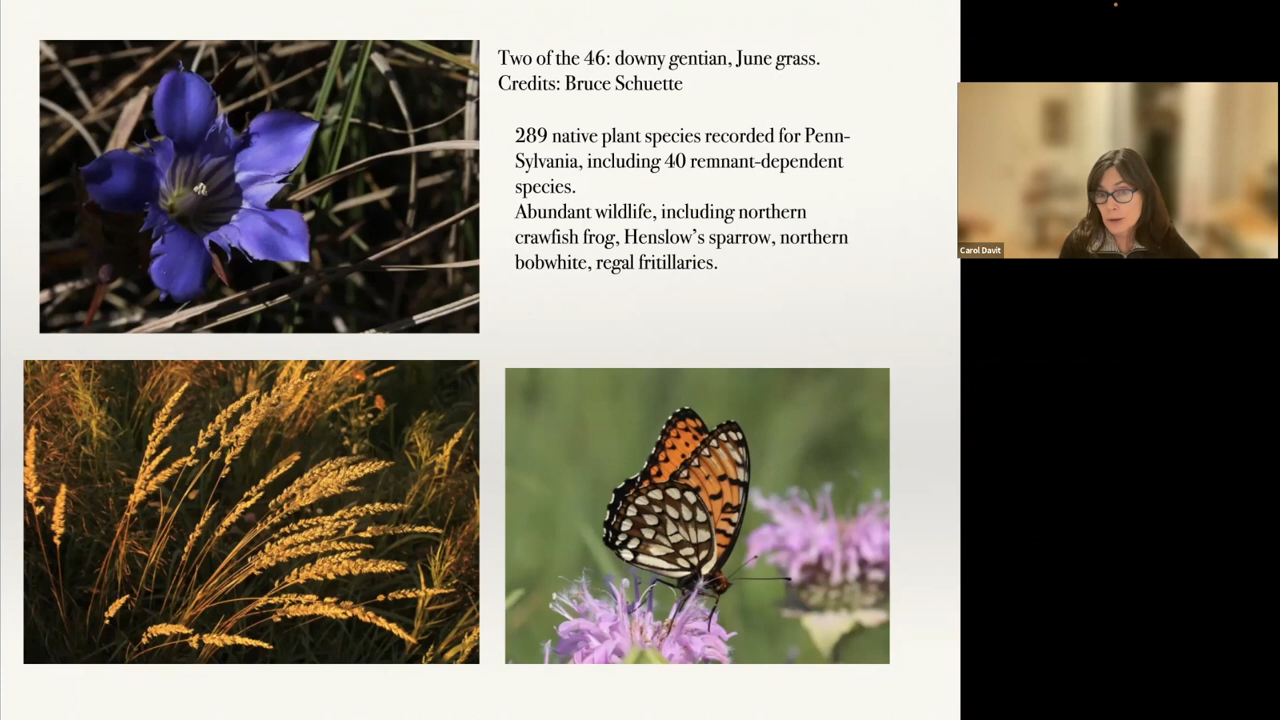 Two of the 46: downy gentian, June grass.
Credits: Bruce Schuette
289 native plant species recorded for Penn-
Sylvania, including 40 remnant-dependent
species.
Abundant wildlife, including northern
crawfish frog, Henslow’s sparrow, northern
bobwhite, regal fritillaries.
Carol Davit